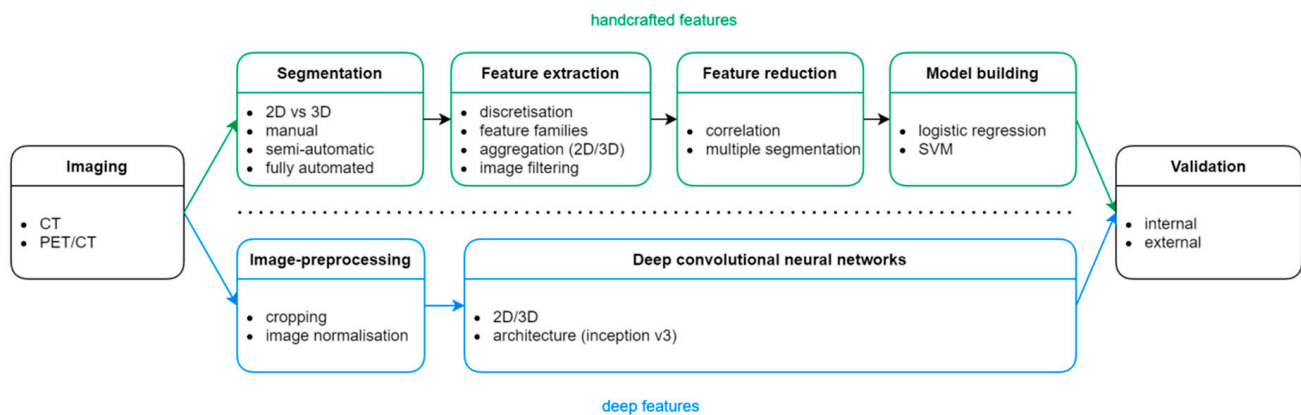 handcrafted features
Segmentation
• 2D vs 3D
• manual
• semi-automatic
• fully automated
Feature extraction
• discretisation
• feature families
• aggregation (2D/3D)
• image filtering
Feature reduction
• correlation
• multiple segmentation
Model building
• logistic regression
• SVM
Imaging
• CT
• PET/CT
Validation
• internal
• external
Image-preprocessing
• cropping
• image normalisation
Deep convolutional neural networks
• 2D/3D
• architecture (inception v3)
deep features